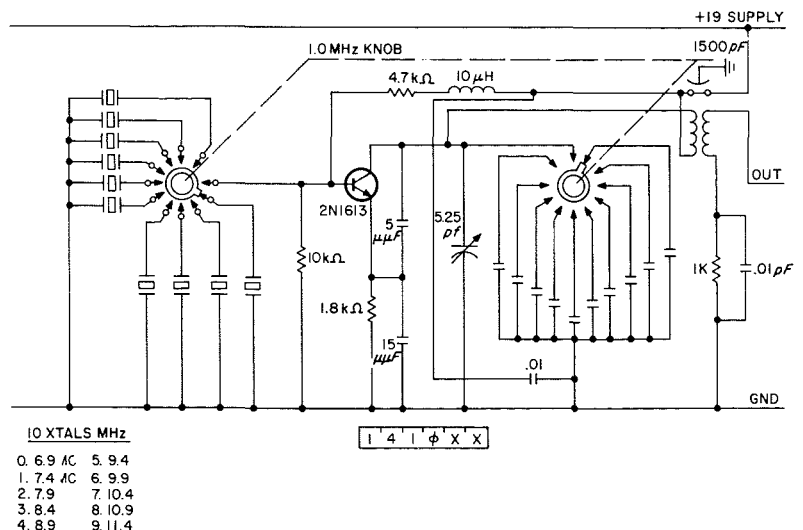 +19 SUPPLY
1.0 MHz KNOB
1500 pF
4.7 kΩ
10 μH
OUT
2N1613
5
μμF
5.25
pf
10kΩ
1K
.01 pF
1.8 kΩ
15
μμF
.01
GND
10 XTALS MHz
1 4 1 ϕ X X
0. 6.9 5. 9.4
1. 7.4 6. 9.9
2. 7.9 7. 10.4
3. 8.4 8. 10.9
4. 8.9 9. 11.4